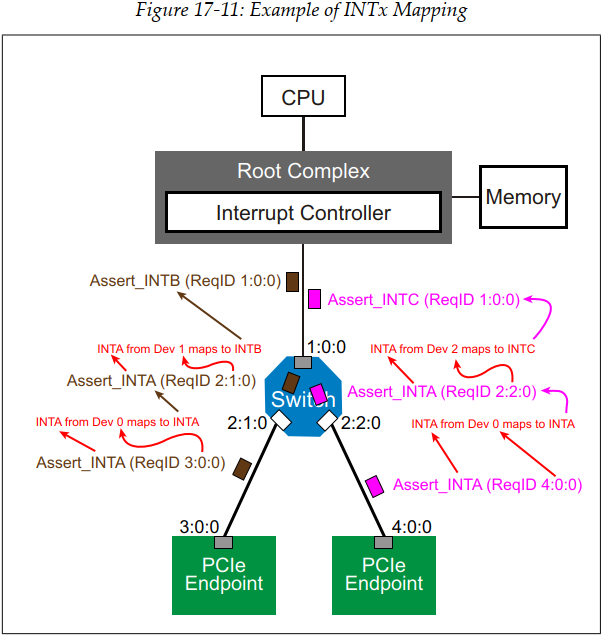 Figure 17-11: Example of INTx Mapping
CPU
Root Complex
Interrupt Controller
Memory
Assert_INTB (ReqID 1:0:0)
Assert_INTC (ReqID 1:0:0)
1:0:0
INTA from Dev 1 maps to INTB
INTA from Dev 2 maps to INTC
Assert_INTA (ReqID 2:1:0)
Switch
Assert_INTA (ReqID 2:2:0)
INTA from Dev 0 maps to INTA
2:1:0
2:2:0
INTA from Dev 0 maps to INTA
Assert_INTA (ReqID 3:0:0)
Assert_INTA (ReqID 4:0:0)
3:0:0
4:0:0
PCIe
Endpoint
PCIe
Endpoint